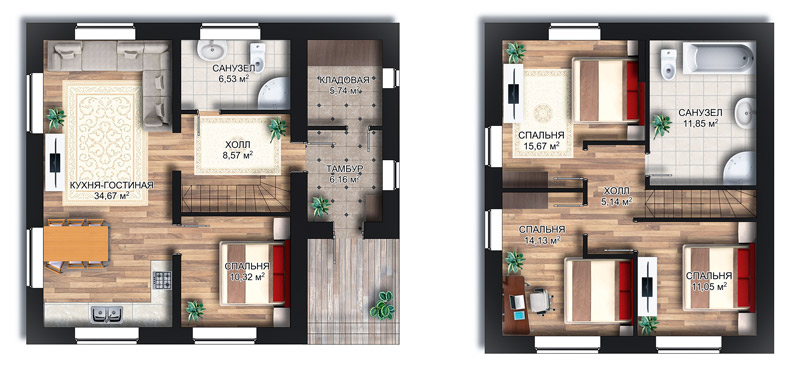 САНУЗЕЛ
6,53 м²
КЛАДОВАЯ
5,74 м²
ХОЛЛ
8,57 м²
ТАМБУР
6,16 м²
КУХНЯ-ГОСТИНАЯ
34,67 м²
СПАЛЬНЯ
10,32 м²
СПАЛЬНЯ
15,67 м²
САНУЗЕЛ
11,85 м²
ХОЛЛ
5,14 м²
СПАЛЬНЯ
14,13 м²
СПАЛЬНЯ
11,05 м²